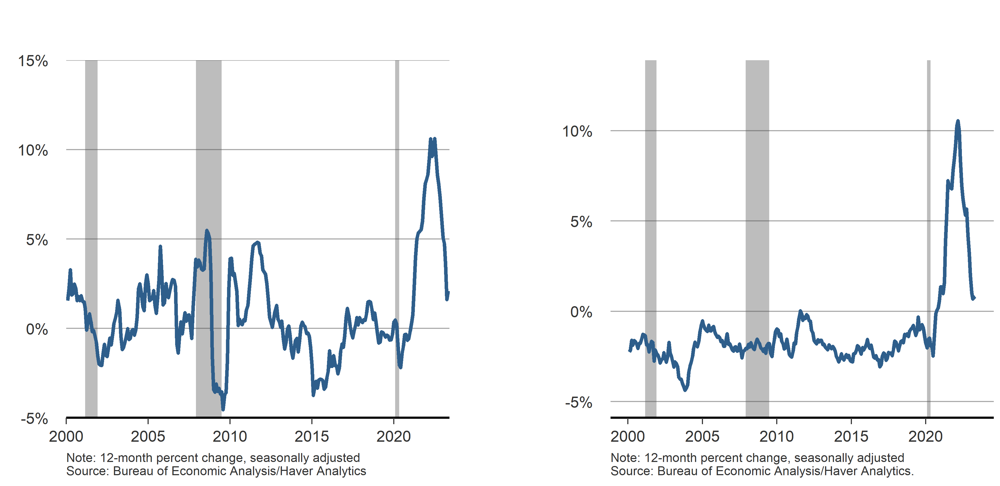 15%
10%
5%
0%
-5%
2000 2005 2010 2015 2020
Note: 12-month percent change, seasonally adjusted
Source: Bureau of Economic Analysis/Haver Analytics
10%
5%
0%
-5%
2000 2005 2010 2015 2020
Note: 12-month percent change, seasonally adjusted
Source: Bureau of Economic Analysis/Haver Analytics.